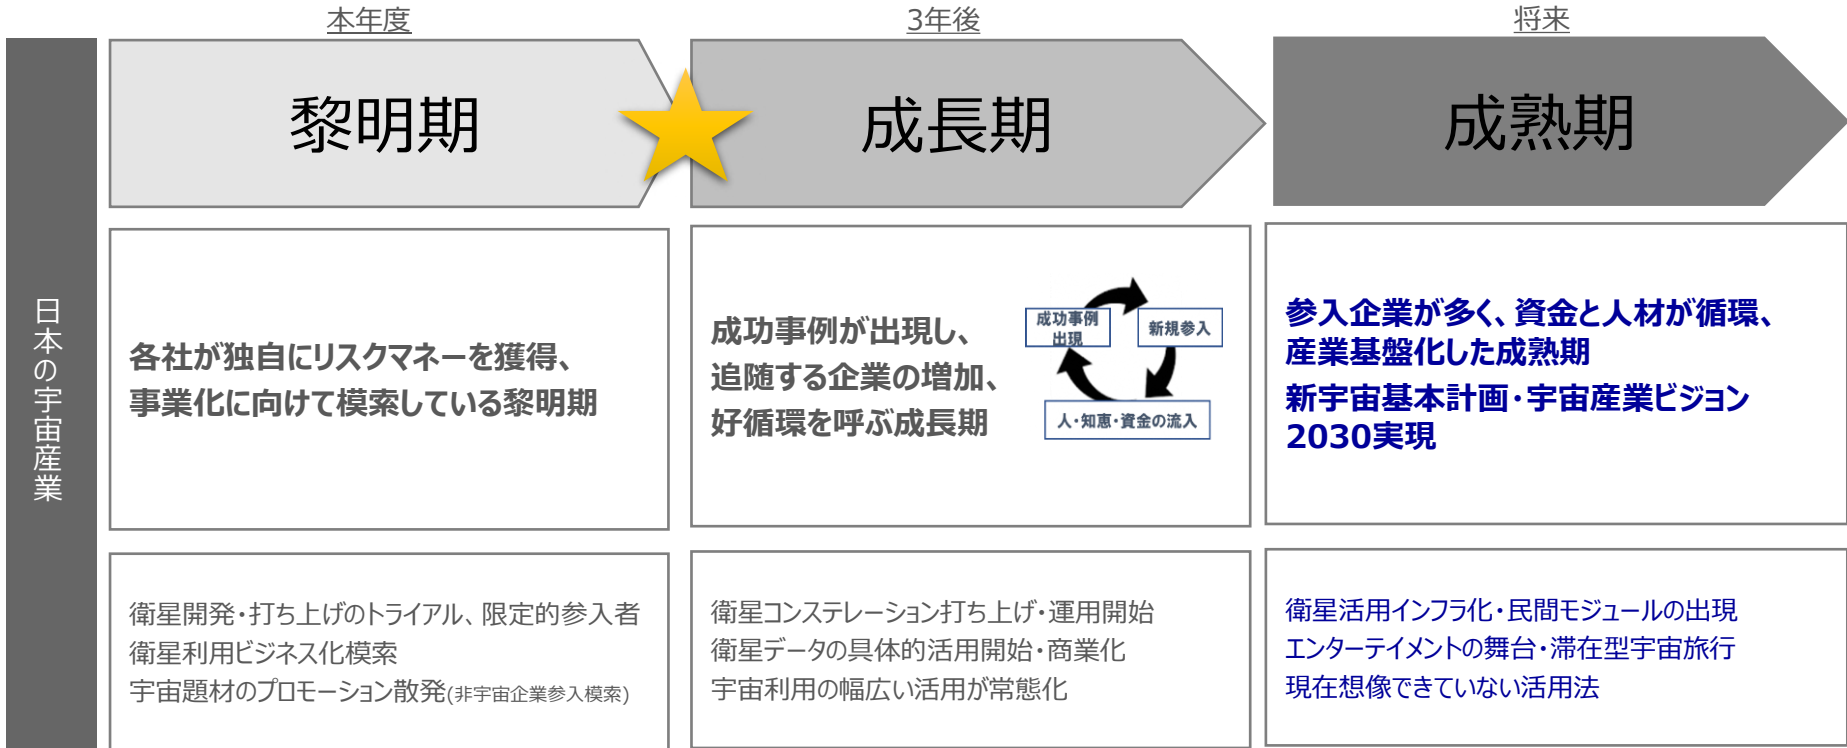 本年度
3年後
将来
黎明期
成長期
成熟期
日本の宇宙産業
各社が独自にリスクマネーを獲得、
事業化に向けて模索している黎明期
成功事例が出現し、
追随する企業の増加、
好循環を呼ぶ成長期
成功事例
出現
新規参入
人・知恵・資金の流入
参入企業が多く、資金と人材が循環、
産業基盤化した成熟期
新宇宙基本計画・宇宙産業ビジョン
2030実現
衛星開発・打ち上げのトライアル、限定的参入者
衛星利用ビジネス化模索
宇宙題材のプロモーション散発(非宇宙企業参入模索)
衛星コンステレーション打ち上げ・運用開始
衛星データの具体的活用開始・商業化
宇宙利用の幅広い活用が常態化
衛星活用インフラ化・民間モジュールの出現
エンターテイメントの舞台・滞在型宇宙旅行
現在想像できていない活用法